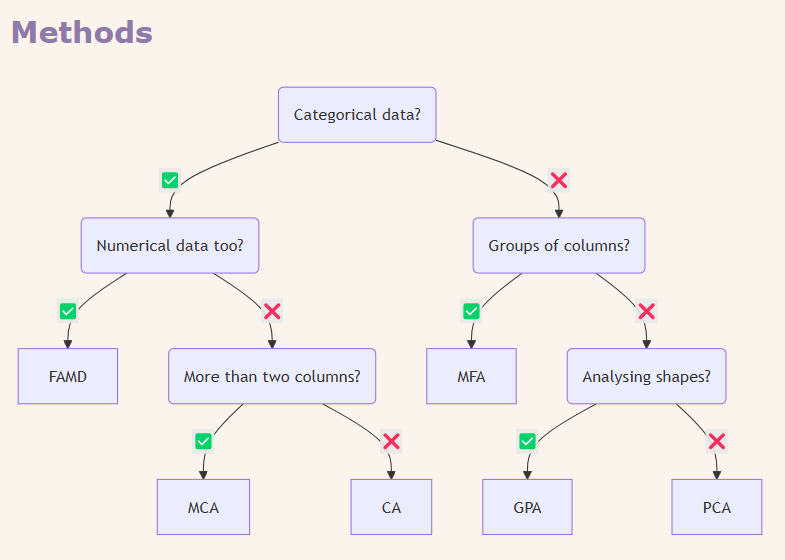 Methods
Categorical data?
Numerical data too?
Groups of columns?
FAMD
More than two columns?
MFA
Analysing shapes?
MCA
CA
GPA
PCA